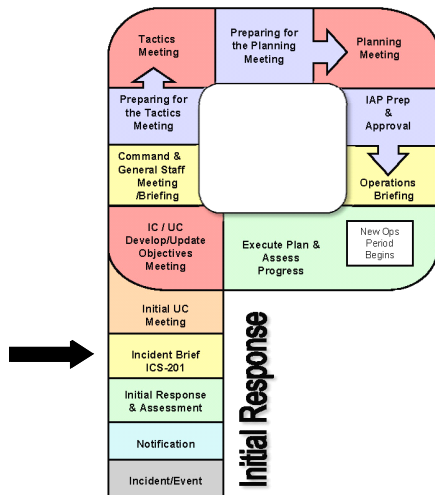 Tactics
Meeting
Preparing for
the Planning
Meeting
Planning
Meeting
Preparing for
the Tactics
Meeting
IAP Prep
&
Approval
Command &
General Staff
Meeting
/Briefing
Operations
Briefing
IC / UC
Develop/Update
Objectives
Meeting
Execute Plan &
Assess
Progress
New Ops
Period
Begins
Initial UC
Meeting
Incident Brief
ICS-201
Initial Response
& Assessment
Notification
Incident/Event
Initial Response